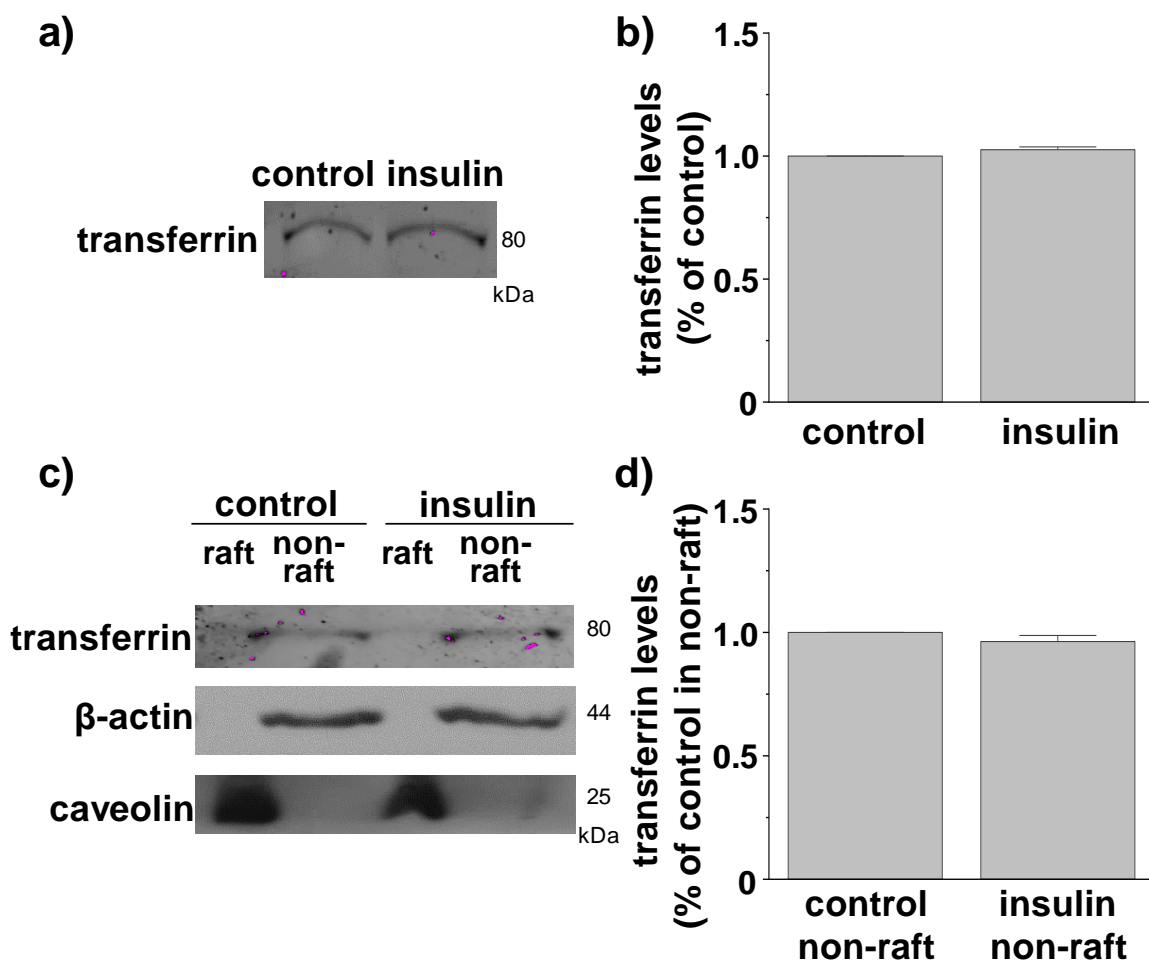 a)
control insulin
transferrin
80
kDa
b)
transferrin levels
(% of control)
1.5
1.0
0.5
0
control
insulin
c)
control
insulin
raft
non-
raft
raft
non-
raft
transferrin
80
β-actin
44
caveolin
25
kDa
d)
transferrin levels
(% of control in non-raft)
1.5
1.0
0.5
0
control
non-raft
insulin
non-raft